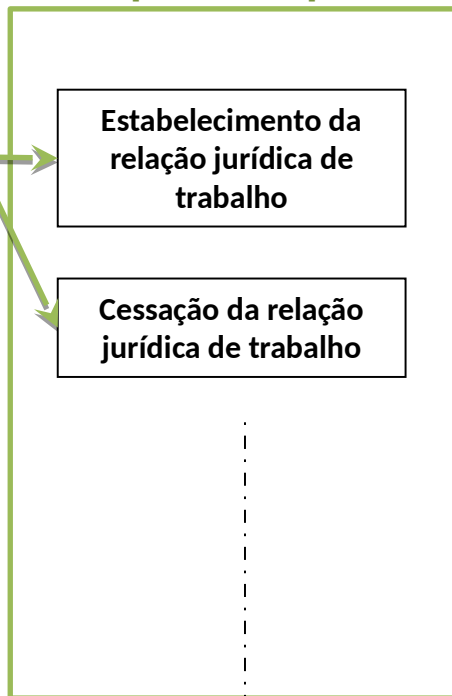 Estabelecimento da
relação jurídica de
trabalho
Cessação da relação
jurídica de trabalho